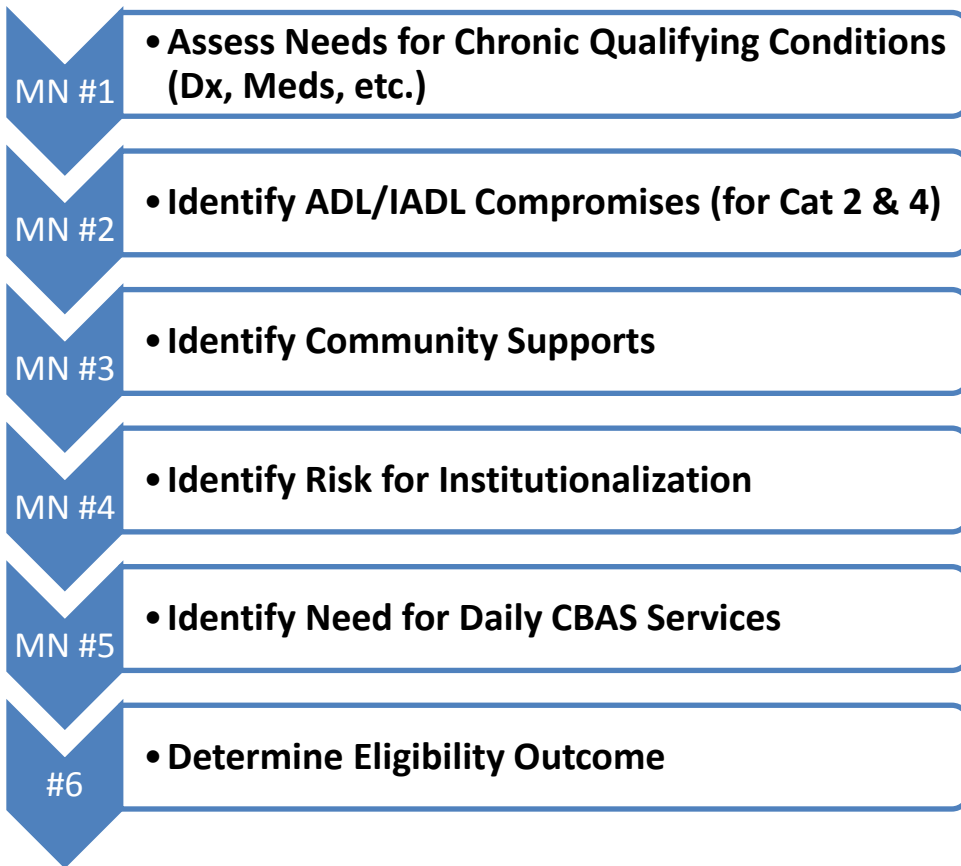 MN #1
• Assess Needs for Chronic Qualifying Conditions
(Dx, Meds, etc.)
MN #2
• Identify ADL/IADL Compromises (for Cat 2 & 4)
MN #3
• Identify Community Supports
MN #4
• Identify Risk for Institutionalization
MN #5
• Identify Need for Daily CBAS Services
#6
• Determine Eligibility Outcome